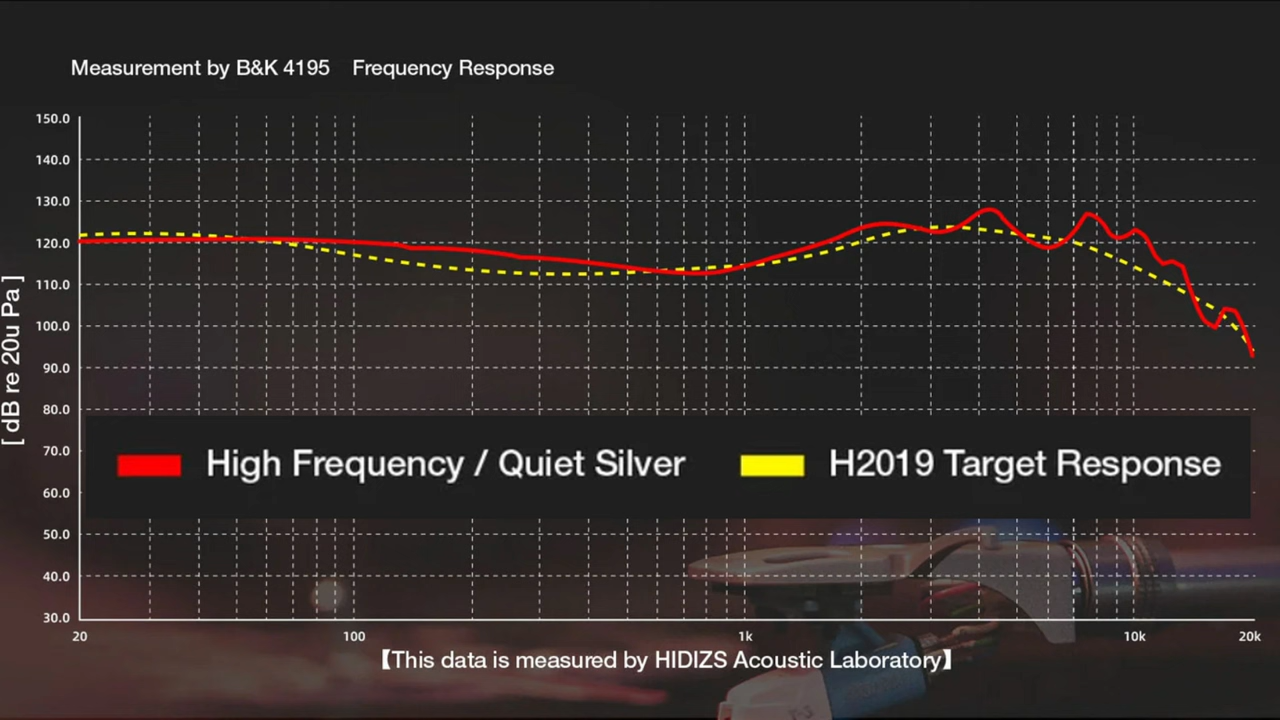 Measurement by B&K 4195 Frequency Response
150.0
140.0
130.0
120.0
110.0
100.0
90.0
80.0
70.0
60.0
50.0
40.0
30.0
[ dB re 20u Pa ]
High Frequency / Quiet Silver
H2019 Target Response
20 100 1k 10k 20k
【This data is measured by HIDIZS Acoustic Laboratory】